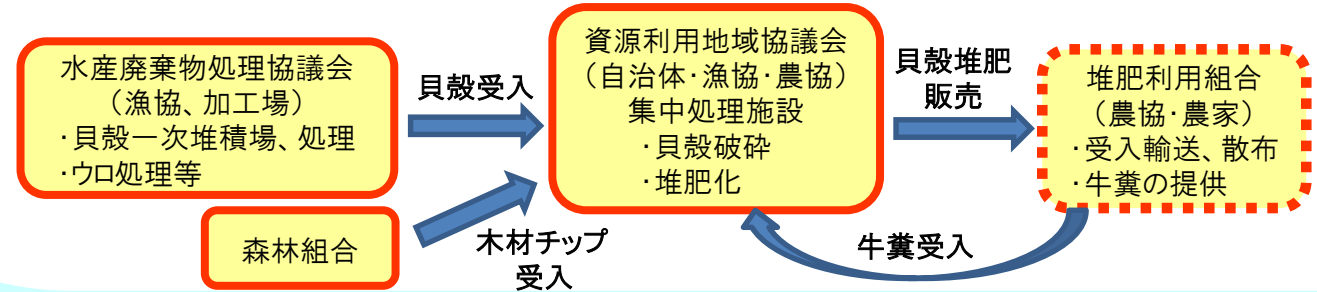 水産廃棄物処理協議会
（漁協、加工場）
・貝殻一次堆積場、処理
・ウロ処理等
森林組合
貝殻受入
木材チップ
受入
資源利用地域協議会
（自治体・漁協・農協）
集中処理施設
・貝殻破砕
・堆肥化
貝殻堆肥
販売
牛糞受入
堆肥利用組合
（農協・農家）
・受入輸送、散布
・牛糞の提供